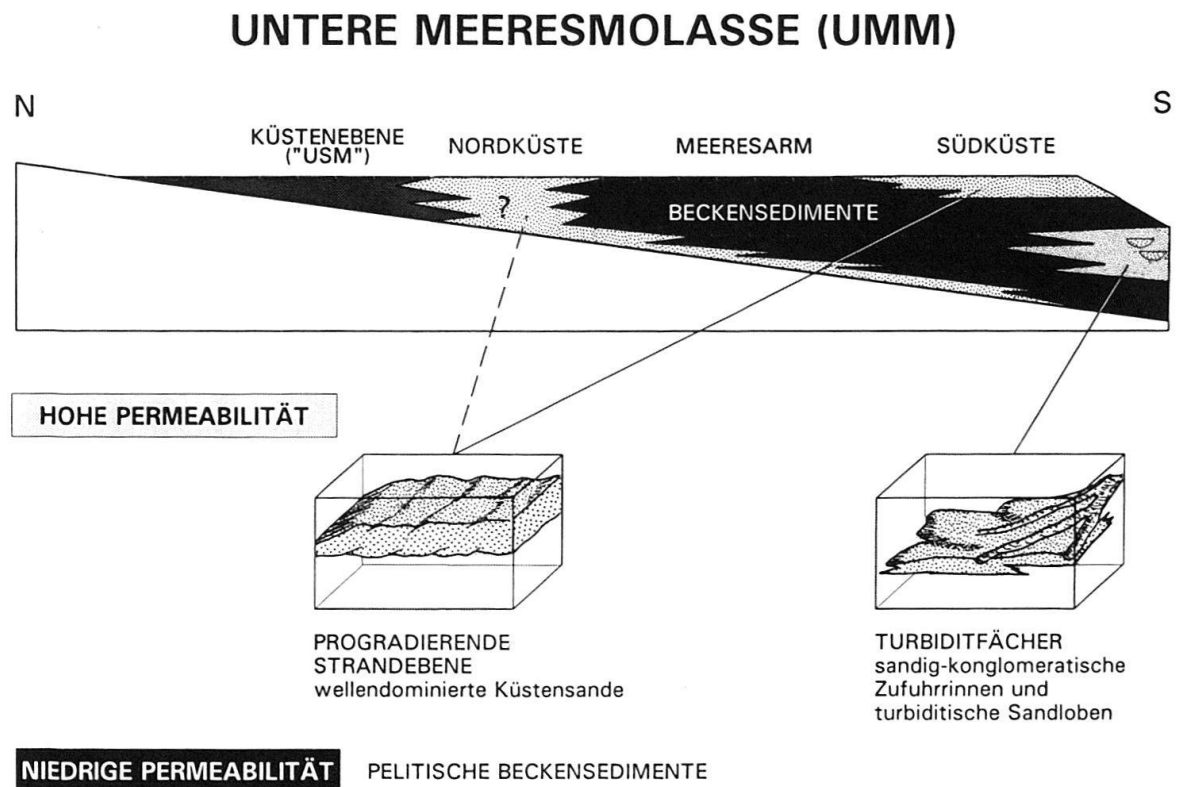 UNTERE MEERESMOLASSE (UMM)
N
S
KÜSTENEBENE
("USM")
NORDKÜSTE
MEERESARM
SÜDKÜSTE
?
BECKENSEDIMENTE
HOHE PERMEABILITÄT
PROGRADIERENDE
STRANDEBENE
wellendominierte Küstensande
TURBIDITFÄCHER
sandig-konglomeratische
Zufuhrrinnen und
turbiditische Sandloben
NIEDRIGE PERMEABILITÄT
PELITISCHE BECKENSEDIMENTE